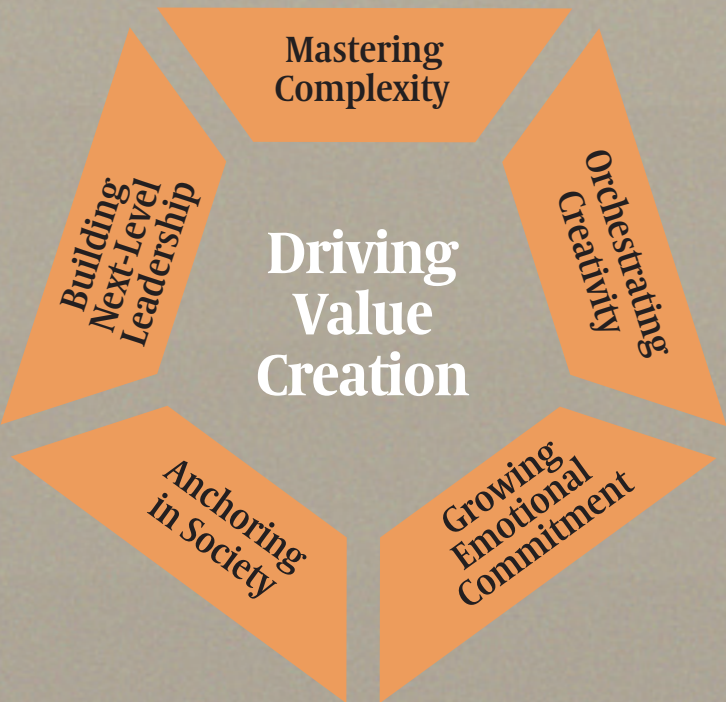 Mastering
Complexity
Orchestrating
Creativity
Growing
Emotional
Commitment
Anchoring
in Society
Building
Next-Level
Leadership
Driving
Value
Creation